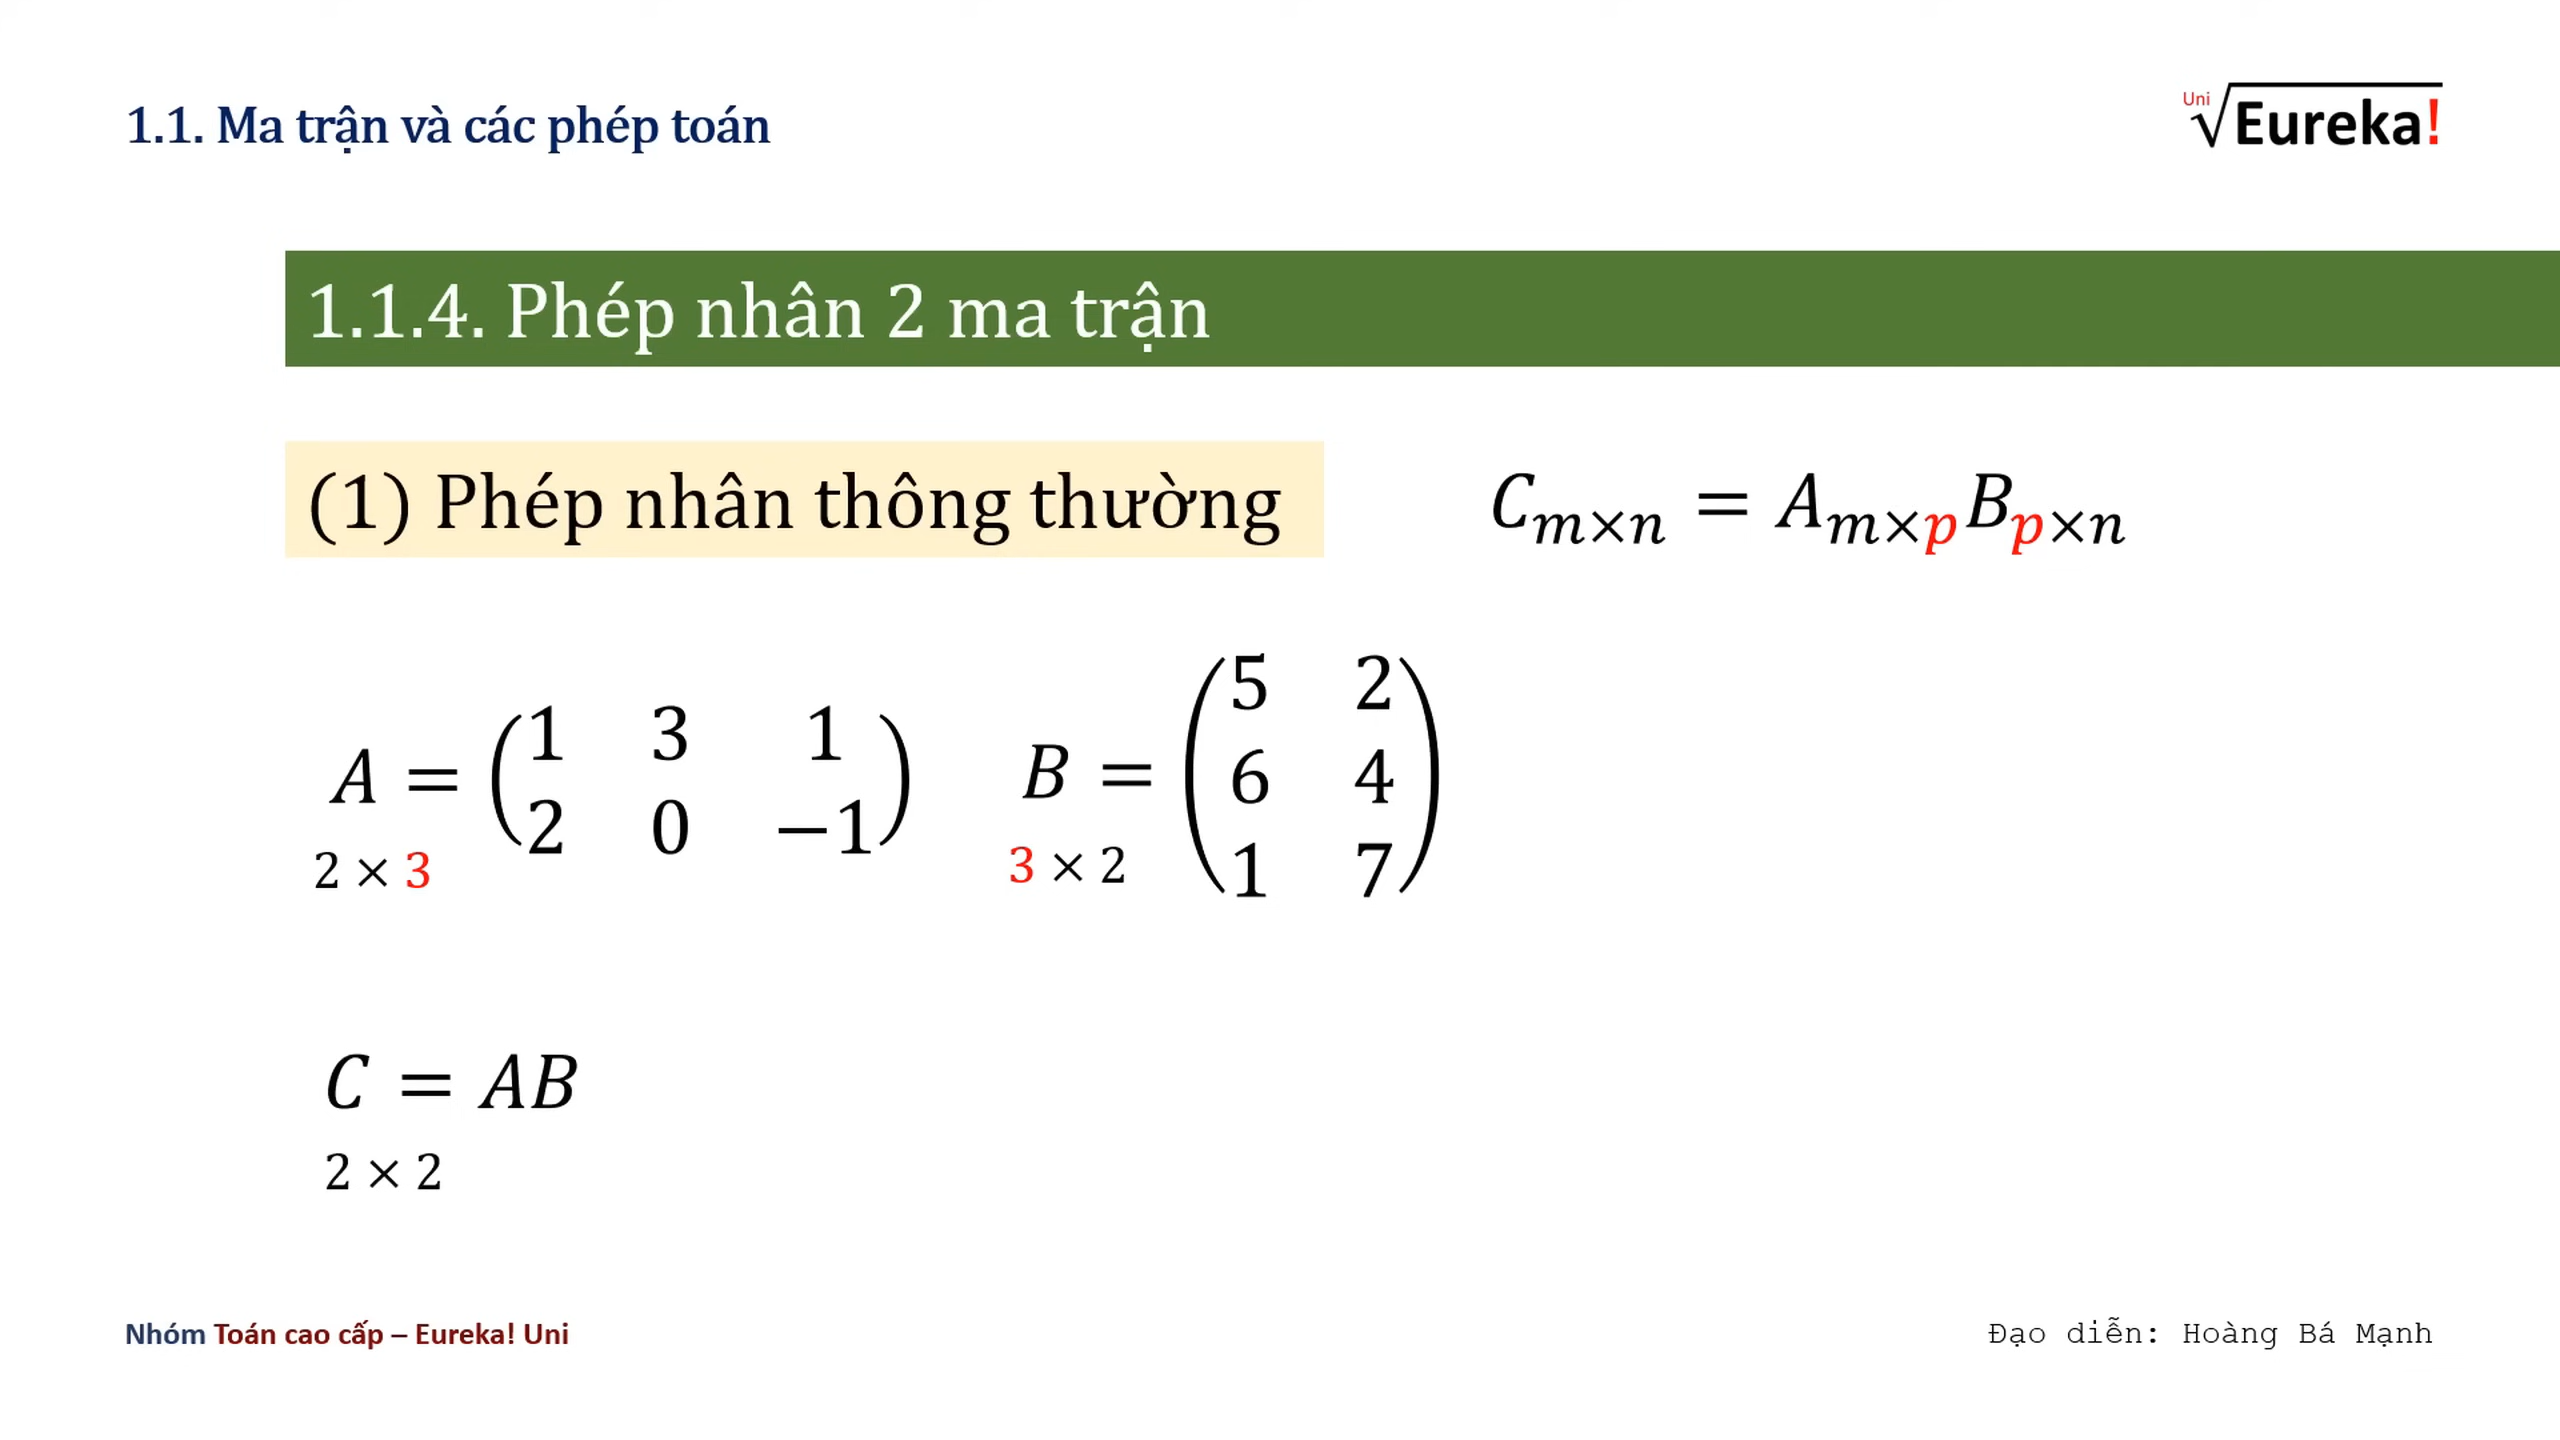 1.1. Ma trận và các phép toán
Uni √Eureka!
1.1.4. Phép nhân 2 ma trận
(1) Phép nhân thông thường
C_{m×n} = A_{m×p}B_{p×n}
A = (1 3 1
2 0 −1)
2 × 3
B = (5 2
6 4
1 7)
3 × 2
C = AB
2 × 2
Nhóm Toán cao cấp – Eureka! Uni
Đạo diễn: Hoàng Bá Mạnh